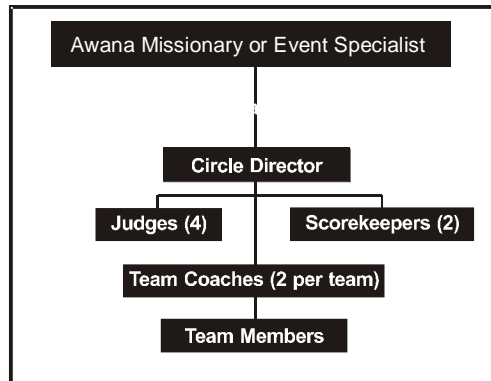 Awana Missionary or Event Specialist
Circle Director
Judges (4)
Scorekeepers (2)
Team Coaches (2 per team)
Team Members